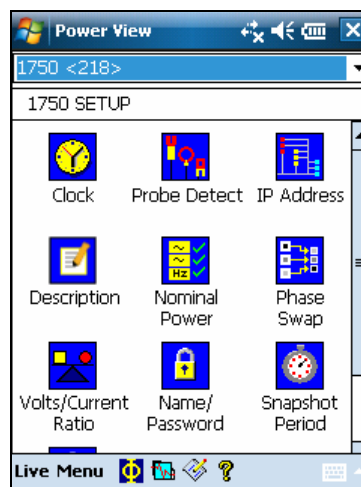 Power View
1750 <218>
1750 SETUP
Clock
Probe Detect
IP Address
Description
Nominal
Power
Phase
Swap
Volts/Current
Ratio
Name/
Password
Snapshot
Period
Live Menu